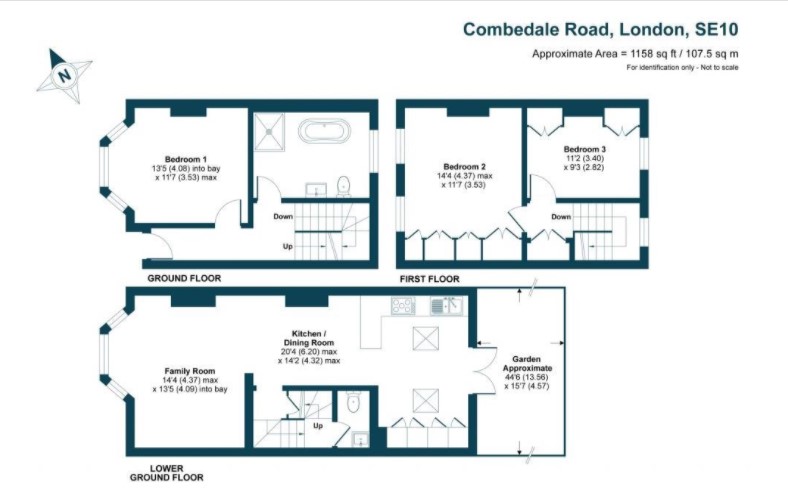 Combedale Road, London, SE10
Approximate Area = 1158 sq ft / 107.5 sq m
For identification only - Not to scale
N
Bedroom 1
13'5 (4.08) into bay
x 11'7 (3.53) max
Down
Up
GROUND FLOOR
Bedroom 2
14'4 (4.37) max
x 11'7 (3.53)
Bedroom 3
11'2 (3.40)
x 9'3 (2.82)
Down
FIRST FLOOR
Family Room
14'4 (4.37) max
x 13'5 (4.09) into bay
Kitchen /
Dining Room
20'4 (6.20) max
x 14'2 (4.32) max
Up
Garden
Approximate
44'6 (13.56)
x 15'7 (4.57)
LOWER
GROUND FLOOR